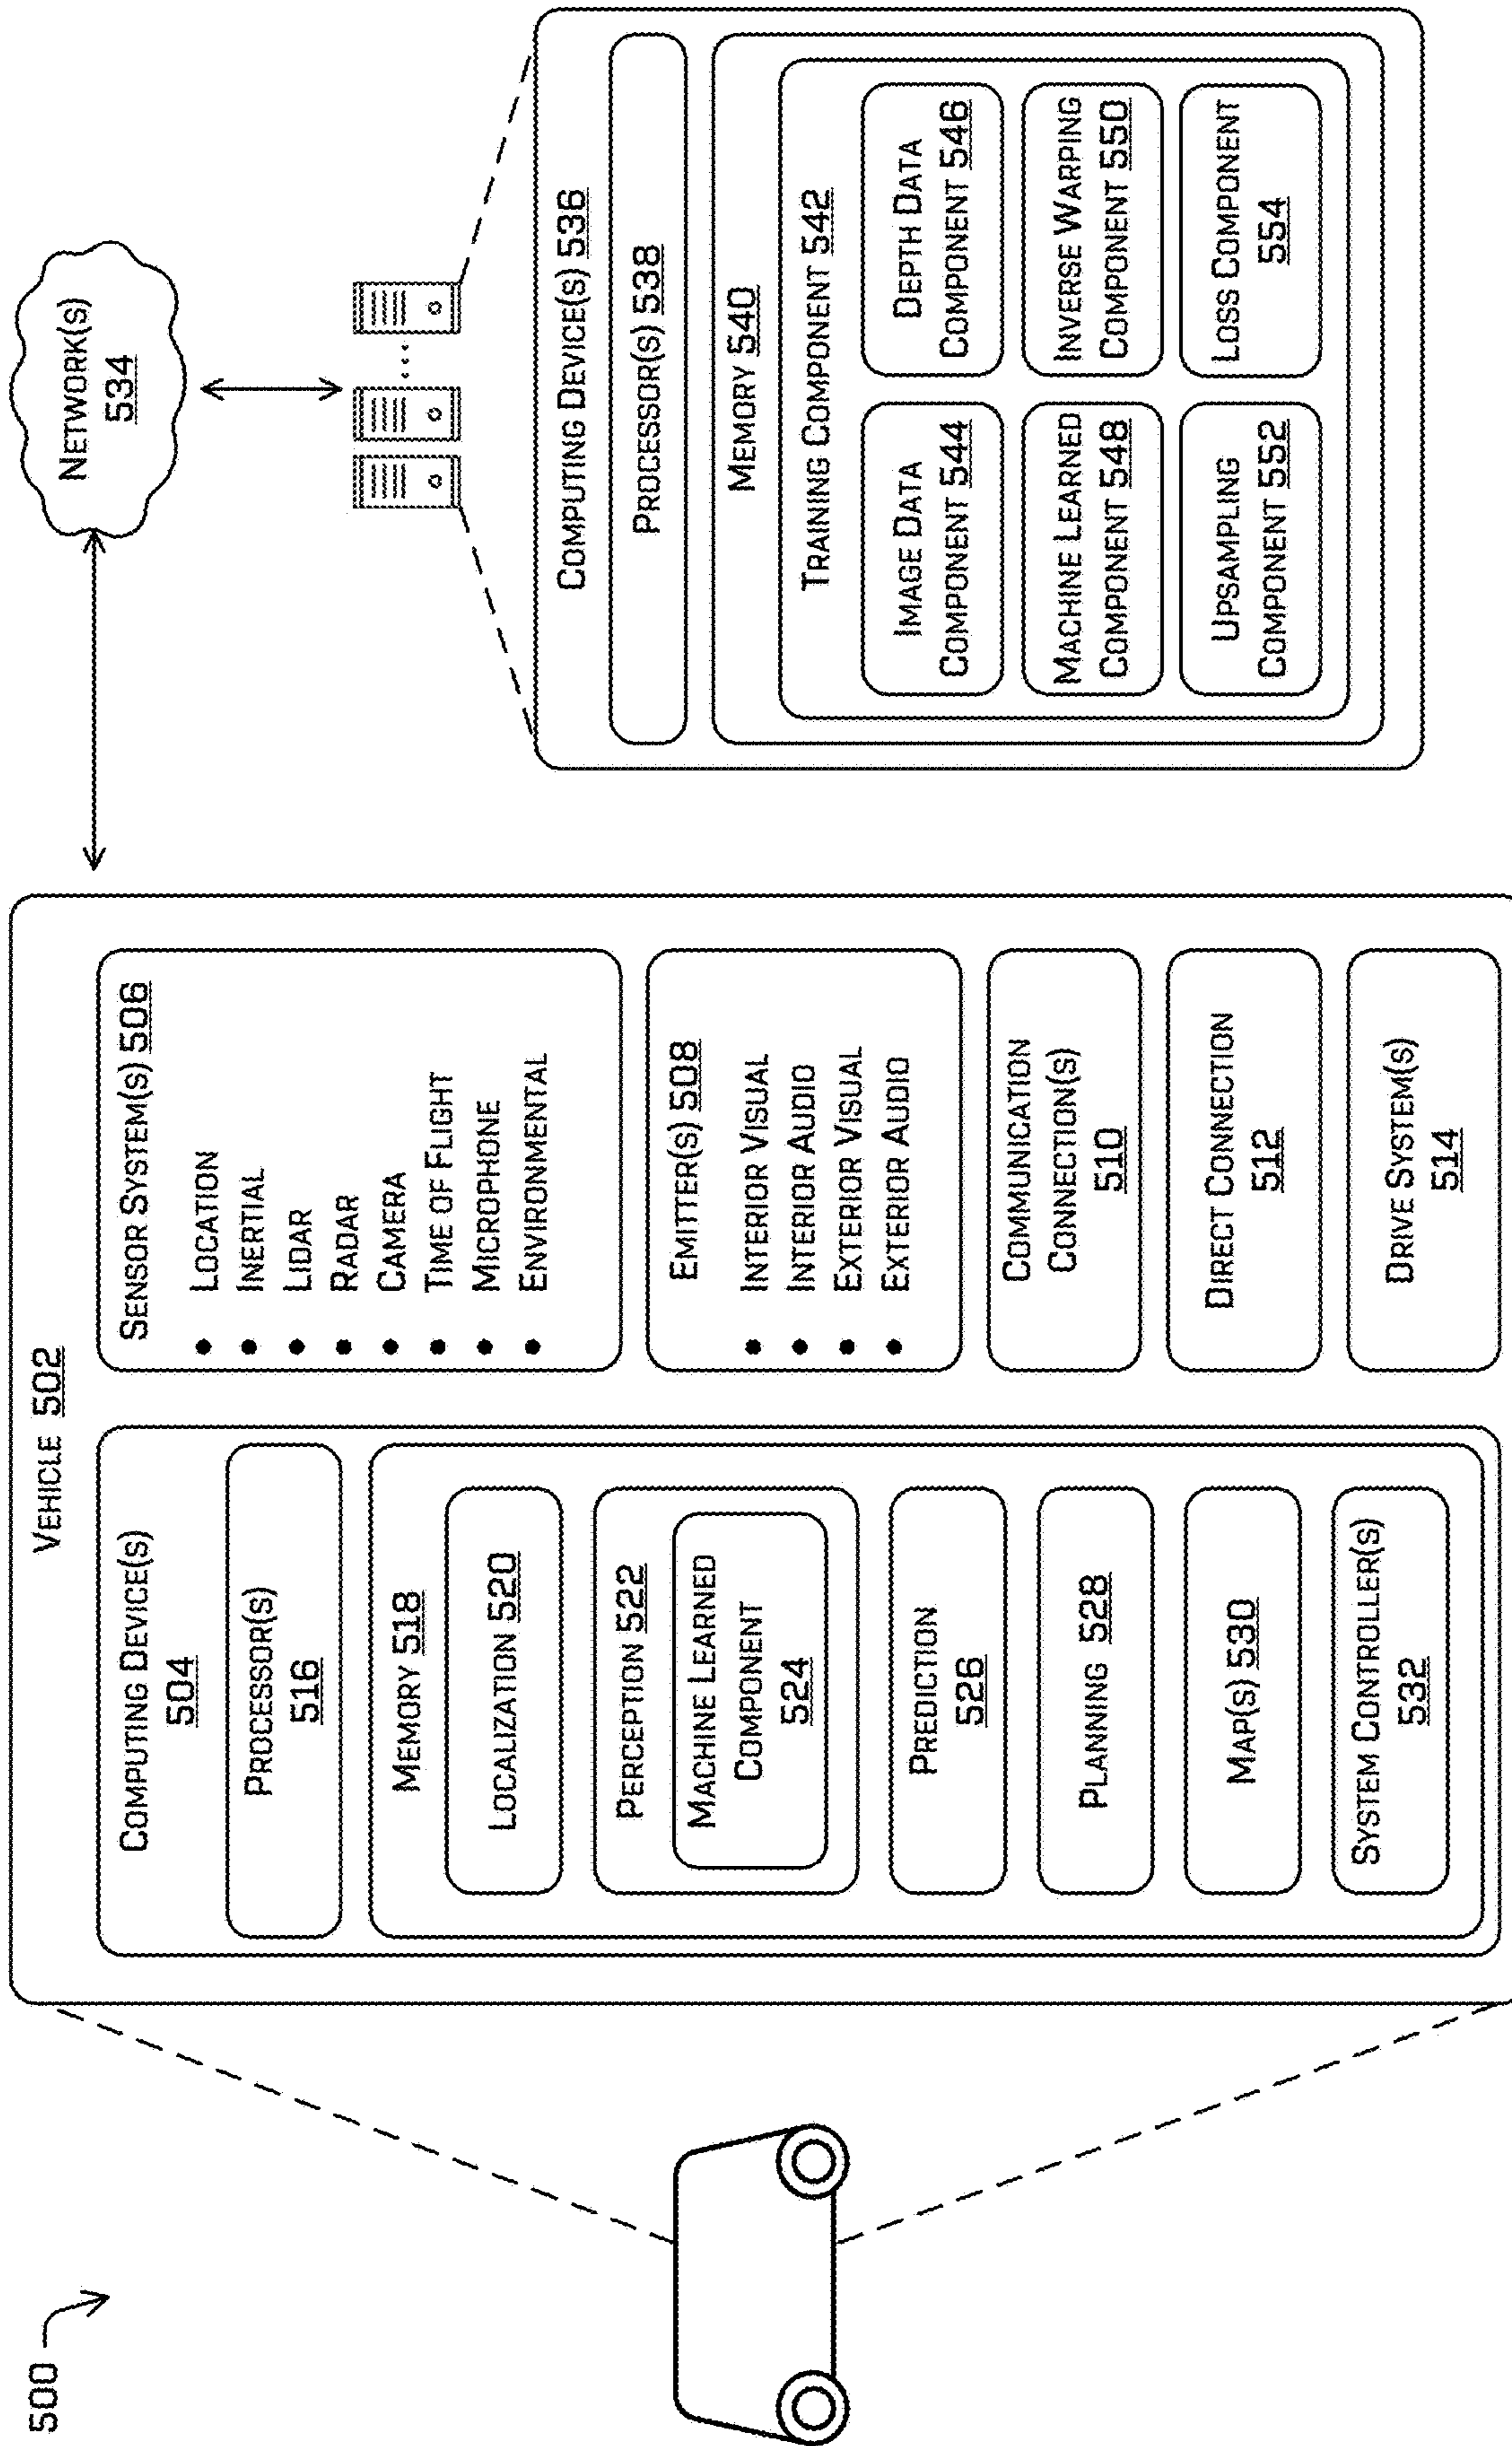 500
VEHICLE 502
COMPUTING DEVICE(S)
504
PROCESSOR(S)
516
MEMORY 518
LOCALIZATION 520
PERCEPTION 522
MACHINE LEARNED
COMPONENT
524
PREDICTION
526
PLANNING 528
MAP(S) 530
SYSTEM CONTROLLER(S)
532
SENSOR SYSTEM(S) 506
• LOCATION
• INERTIAL
• LIDAR
• RADAR
• CAMERA
• TIME OF FLIGHT
• MICROPHONE
• ENVIRONMENTAL
EMITTER(S) 508
• INTERIOR VISUAL
• INTERIOR AUDIO
• EXTERIOR VISUAL
• EXTERIOR AUDIO
COMMUNICATION
CONNECTION(S)
510
DIRECT CONNECTION
512
DRIVE SYSTEM(S)
514
NETWORK(S)
534
COMPUTING DEVICE(S) 536
PROCESSOR(S) 538
MEMORY 540
TRAINING COMPONENT 542
IMAGE DATA
COMPONENT 544
DEPTH DATA
COMPONENT 546
MACHINE LEARNED
COMPONENT 548
INVERSE WARPING
COMPONENT 550
UPSAMPLING
COMPONENT 552
LOSS COMPONENT
554